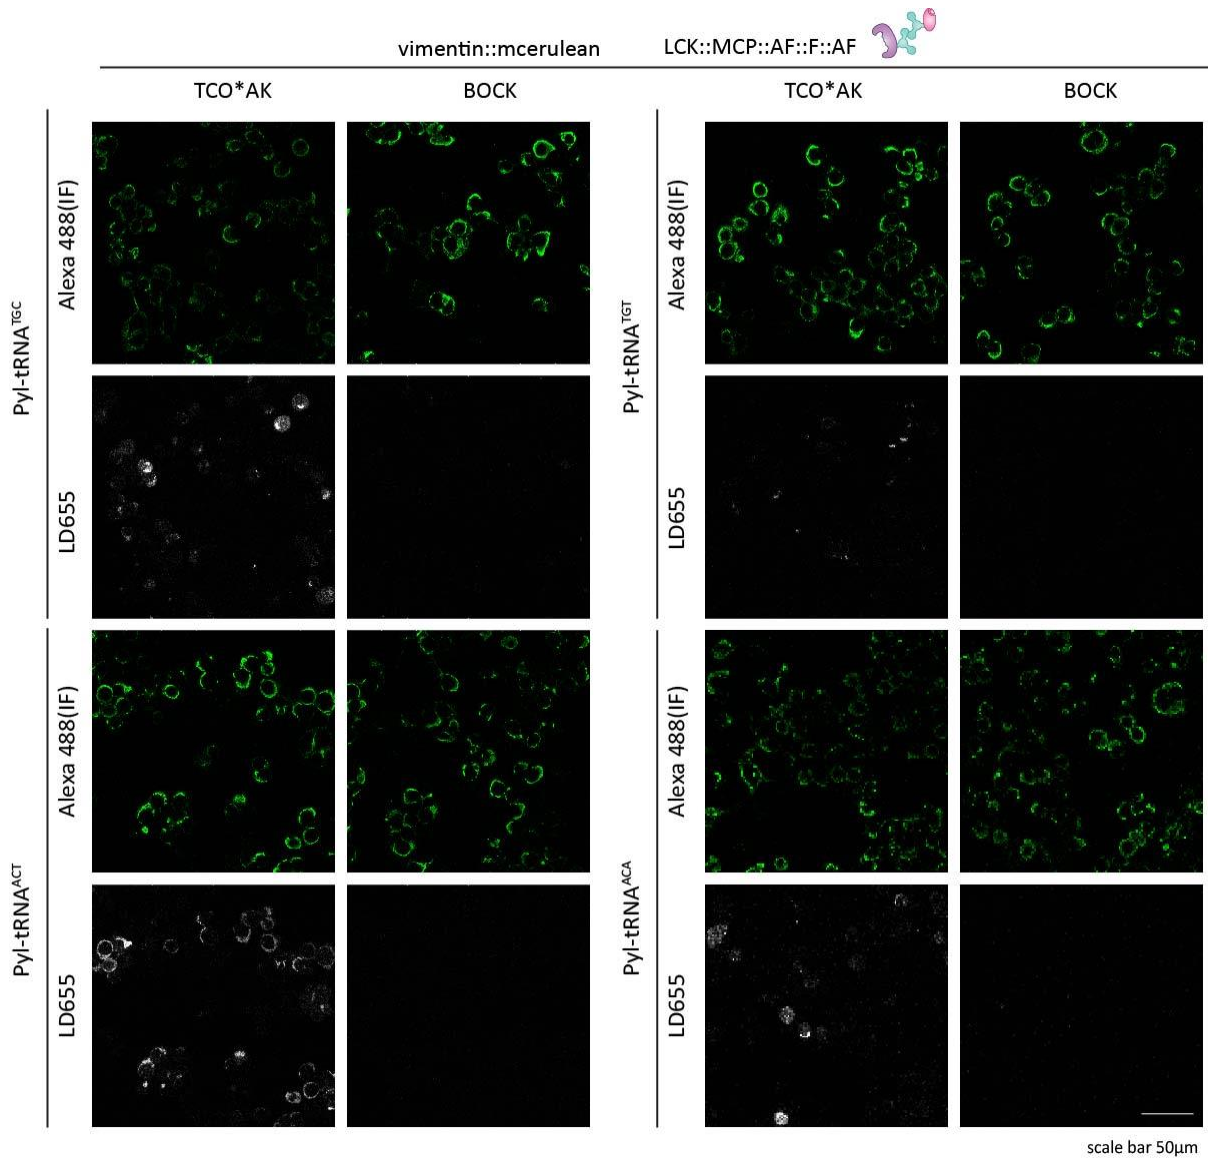 vimentin::mcerulean LCK::MCP::AF::F::AF
TCO*AK BOCK TCO*AK BOCK
Pyl-tRNATGC
Alexa 488(IF)
LD655
Pyl-tRNATGT
Alexa 488(IF)
LD655
Pyl-tRNAACT
Alexa 488(IF)
LD655
Pyl-tRNAACA
Alexa 488(IF)
LD655
scale bar 50µm